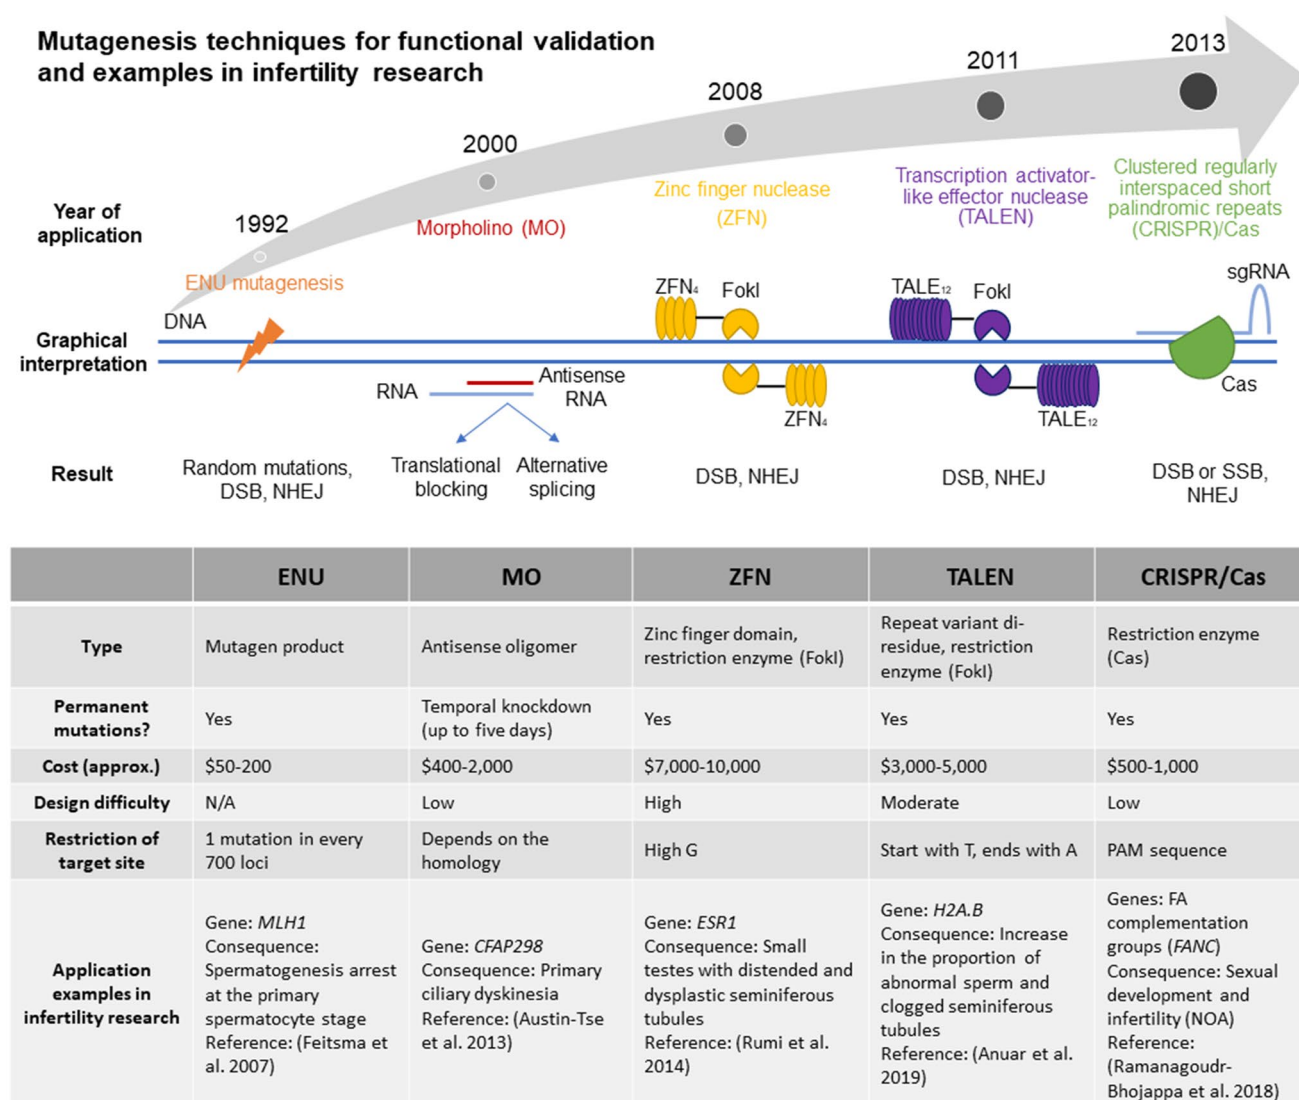 Mutagenesis techniques for functional validation
and examples in infertility research
1992
2000
2008
2011
2013
Year of
application
ENU mutagenesis
Morpholino (MO)
Zinc finger nuclease
(ZFN)
Transcription activator-
like effector nuclease
(TALEN)
Clustered regularly
interspaced short
palindromic repeats
(CRISPR)/Cas
Graphical
interpretation
DNA
RNA
Antisense
RNA
ZFN4
FokI
ZFN4
TALE12
FokI
TALE12
sgRNA
Cas
Result
Random mutations,
DSB, NHEJ
Translational
blocking
Alternative
splicing
DSB, NHEJ
DSB, NHEJ
DSB or SSB,
NHEJ
ENU
MO
ZFN
TALEN
CRISPR/Cas
Type
Mutagen product
Antisense oligomer
Zinc finger domain,
restriction enzyme (FokI)
Repeat variant di-
residue, restriction
enzyme (FokI)
Restriction enzyme
(Cas)
Permanent
mutations?
Yes
Temporal knockdown
(up to five days)
Yes
Yes
Yes
Cost (approx.)
$50-200
$400-2,000
$7,000-10,000
$3,000-5,000
$500-1,000
Design difficulty
N/A
Low
High
Moderate
Low
Restriction of
target site
1 mutation in every
700 loci
Depends on the
homology
High G
Start with T, ends with A
PAM sequence
Application
examples in
infertility research
Gene: MLH1
Consequence:
Spermatogenesis arrest
at the primary
spermatocyte stage
Reference: (Feitsma et
al. 2007)
Gene: CFAP298
Consequence: Primary
ciliary dyskinesia
Reference: (Austin-Tse
et al. 2013)
Gene: ESR1
Consequence: Small
testes with distended and
dysplastic seminiferous
tubules
Reference: (Rumi et al.
2014)
Gene: H2A.B
Consequence: Increase
in the proportion of
abnormal sperm and
clogged seminiferous
tubules
Reference: (Anuar et al.
2019)
Genes: FA
complementation
groups (FANC)
Consequence: Sexual
development and
infertility (NOA)
Reference:
(Ramanagoudr-
Bhojappa et al. 2018)